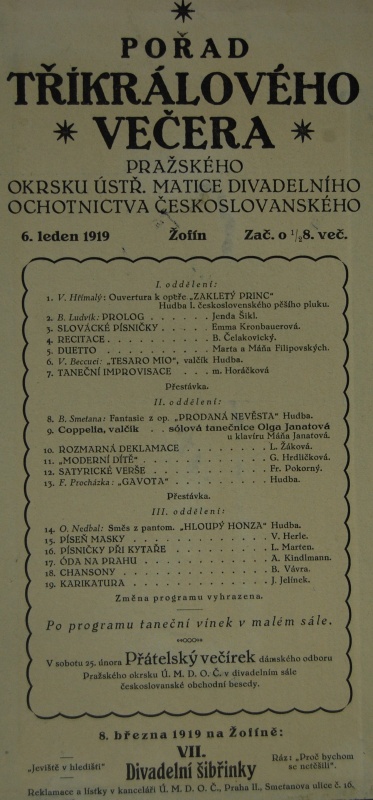 POŘAD
TŘÍKRÁLOVÉHO
VEČERA
PRAŽSKÉHO
OKRSKU ÚSTŘ. MATICE DIVADELNÍHO
OCHOTNICTVA ČESKOSLOVANSKÉHO
6. leden 1919 Žofín Zač. o ½8. več.
I. oddělení:
1. V. Hřímalý: Ouvertura k opeře „ZAKLETÝ PRINC“
Hudba I. československého pěšího pluku.
2. B. Ludvík: PROLOG . . . . . . Jenda Šikl.
3. SLOVÁCKÉ PÍSNIČKY . . . . . Emma Kronbauerová.
4. RECITACE . . . . . . . . . B. Čelakovický.
5. DUETTO . . . . . . . . Marta a Máňa Filipovských.
6. V. Beccuci: „TESARO MIO“, valčík Hudba.
7. TANEČNÍ IMPROVISACE . . . m. Horáčková
Přestávka.
II. oddělení:
8. B. Smetana: Fantasie z op. „PRODANÁ NEVĚSTA“ Hudba.
9. Coppelia, valčík . . sólová tanečnice Olga Janatová
u klavíru Máňa Janatová.
10. ROZMARNÁ DEKLAMACE . . . . . . . . L. Žáková.
11. „MODERNÍ DÍTĚ“ . . . . . . . . . G. Hrdličková.
12. SATYRICKÉ VERŠE . . . . . . . . . Fr. Pokorný.
13. F. Procházka: „GAVOTA“ . . . . . . . Hudba.
Přestávka.
III. oddělení:
14. O. Nedbal: Směs z pantom. „HLOUPÝ HONZA“ Hudba.
15. PÍSEŇ MASKY . . . . . . . . . . V. Herle.
16. PÍSNIČKY PŘI KYTAŘE . . . . . . . . L. Marten.
17. ÓDA NA PRAHU . . . . . . . . . A. Kindlmann.
18. CHANSONY . . . . . . . . . . . B. Vávra.
19. KARIKATURA . . . . . . . . . . J. Jelínek.
Změna programu vyhrazena.
Po programu taneční vínek v malém sále.
V sobotu 25. února Přátelský večírek dámského odboru
Pražského okrsku Ú. M. D. O. Č. v divadelním sále
československé obchodní besedy.
8. března 1919 na Žofíně:
VII.
„Jeviště v hledišti“ Divadelní šibřinky Ráz: „Proč bychom
se netěšili“.
Reklamace a lístky v kanceláři Ú. M. D. O. Č., Praha II., Smetanova ulice č. 16.